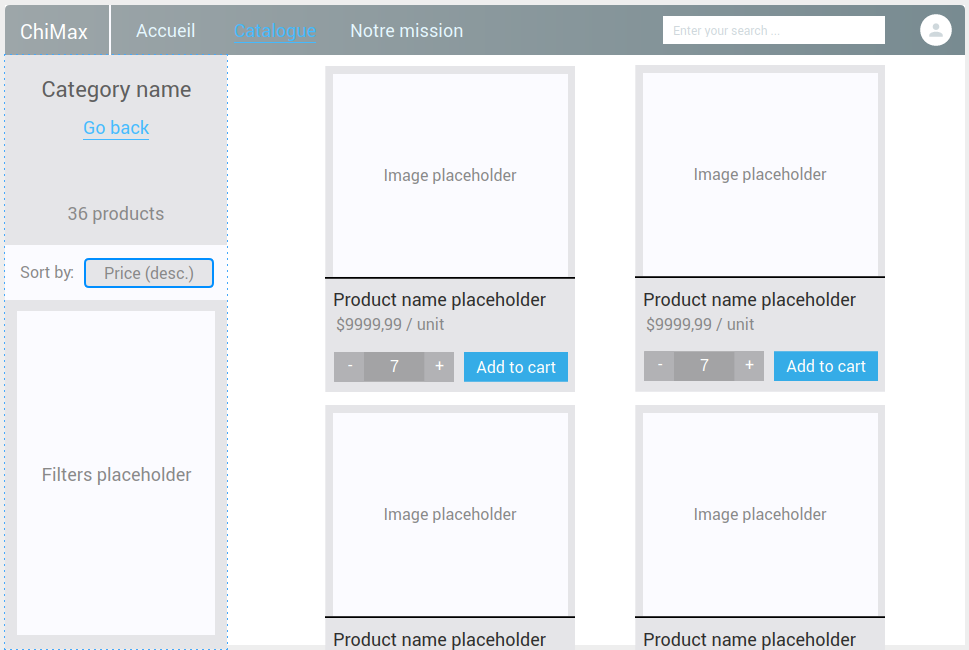 ChiMax
Accueil
Catalogue
Notre mission
Enter your search ...
Category name
Go back
36 products
Sort by:
Price (desc.)
Filters placeholder
Image placeholder
Product name placeholder
$9999,99 / unit
- 7 +
Add to cart
Image placeholder
Product name placeholder
$9999,99 / unit
- 7 +
Add to cart
Image placeholder
Product name placeholder
Image placeholder
Product name placeholder